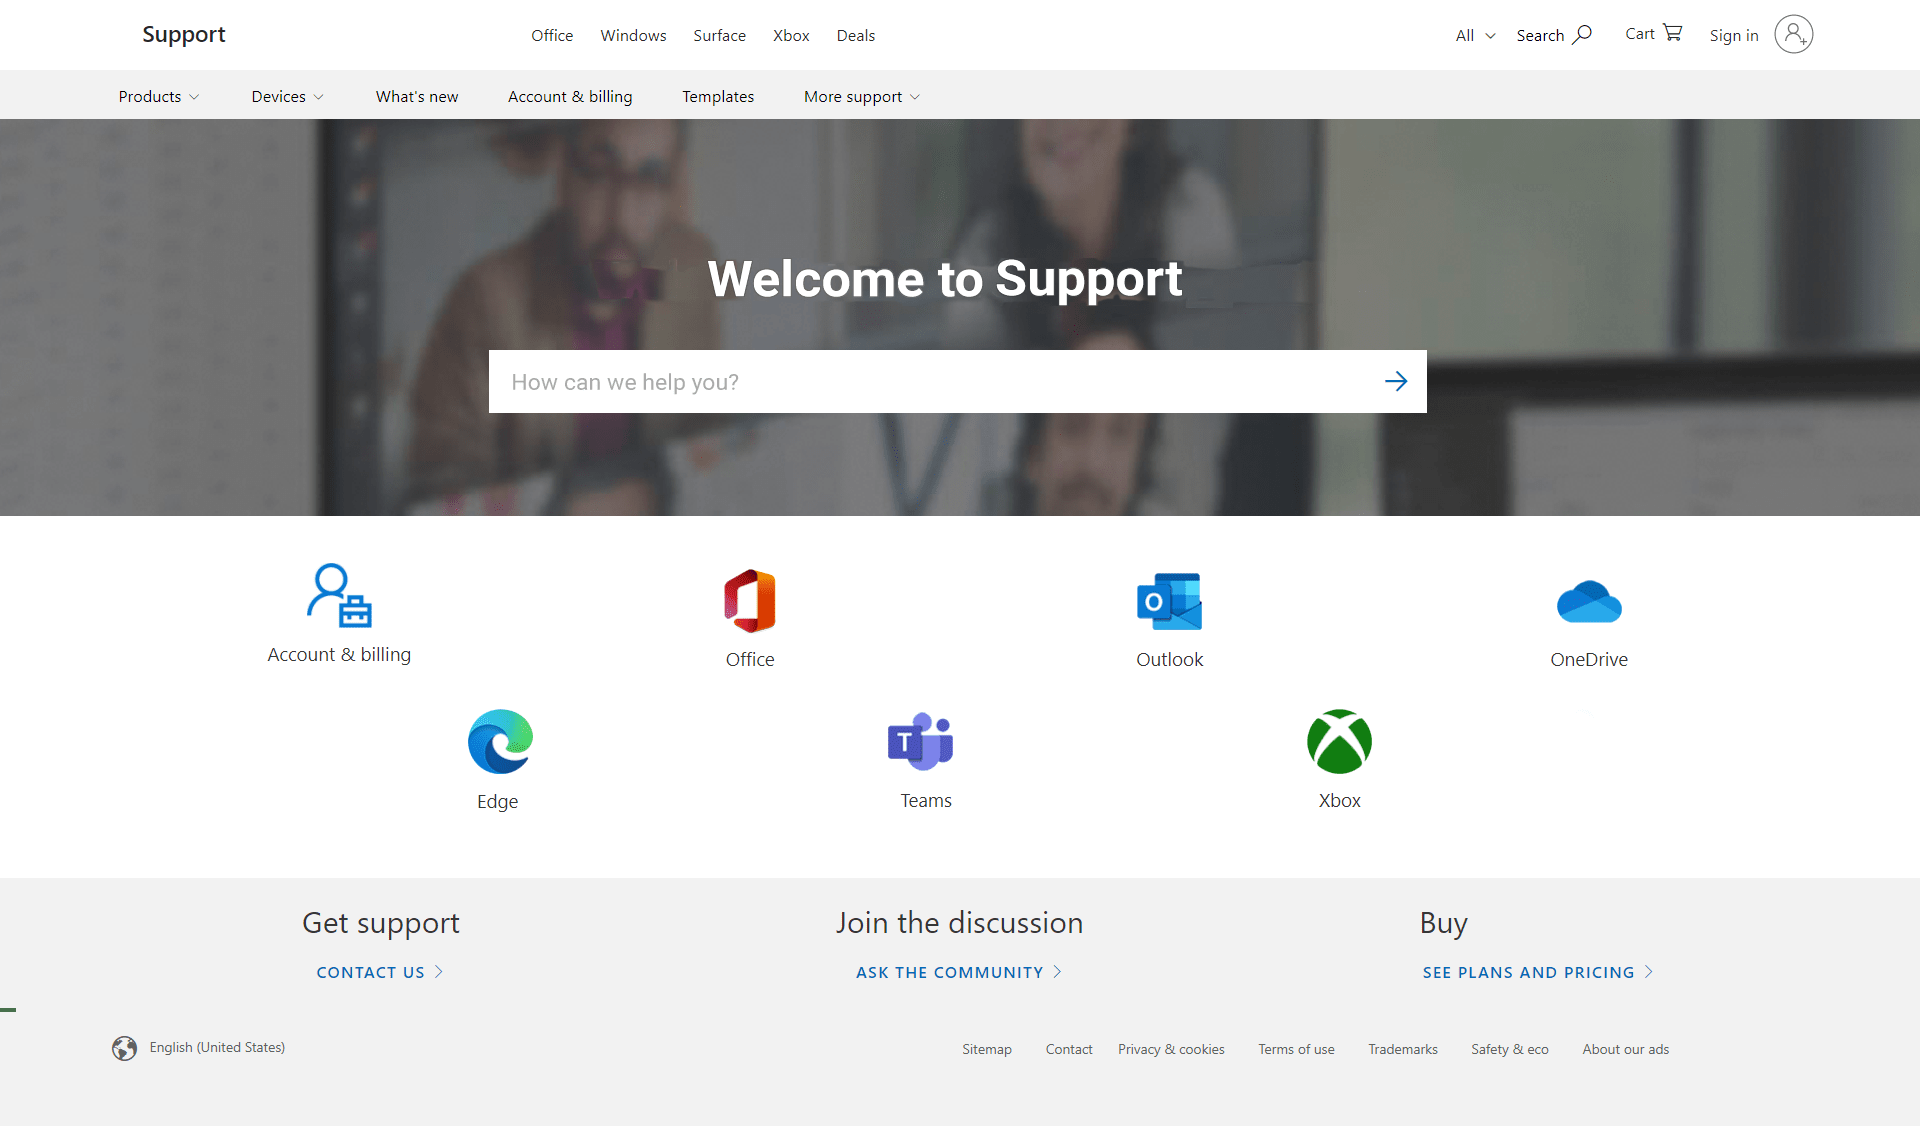 Support
Office Windows Surface Xbox Deals
All Search Cart Sign in
Products Devices What's new Account & billing Templates More support
Welcome to Support
How can we help you?
Account & billing Office Outlook OneDrive
Edge Teams Xbox
Get support Join the discussion Buy
CONTACT US ASK THE COMMUNITY SEE PLANS AND PRICING
English (United States) Sitemap Contact Privacy & cookies Terms of use Trademarks Safety & eco About our ads